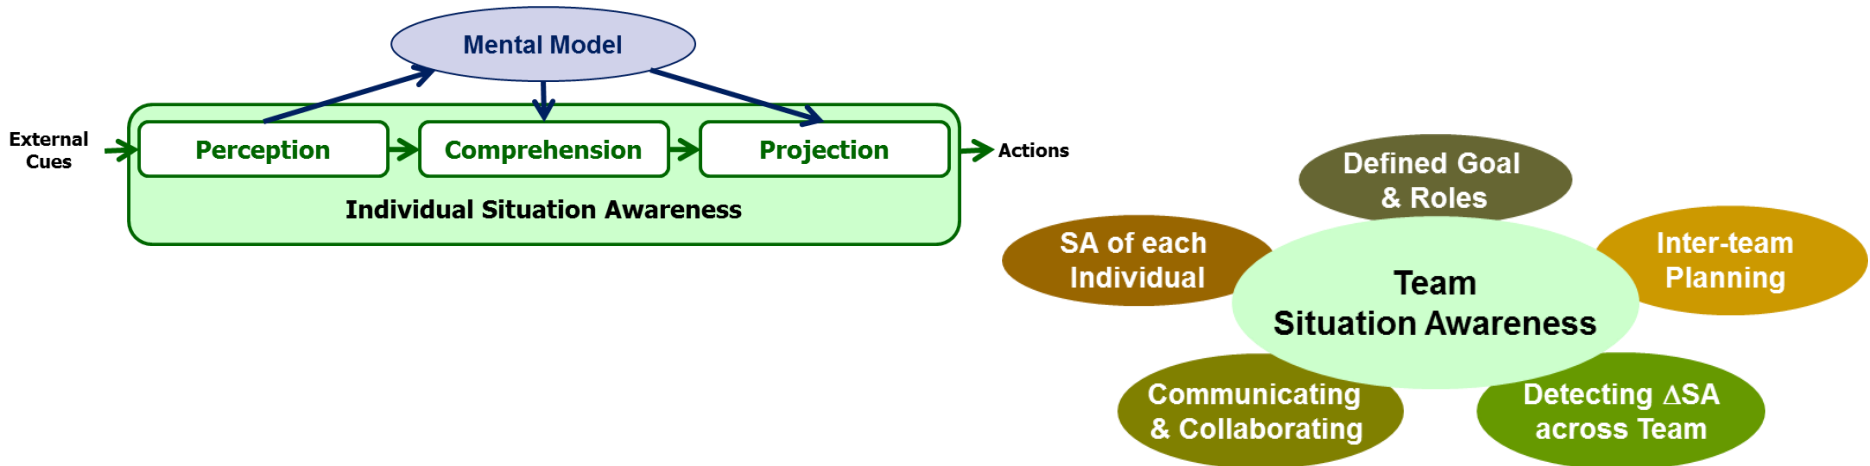 Mental Model
External
Cues
Perception
Comprehension
Projection
Actions
Individual Situation Awareness
Defined Goal
& Roles
SA of each
Individual
Inter-team
Planning
Team
Situation Awareness
Communicating
& Collaborating
Detecting ΔSA
across Team